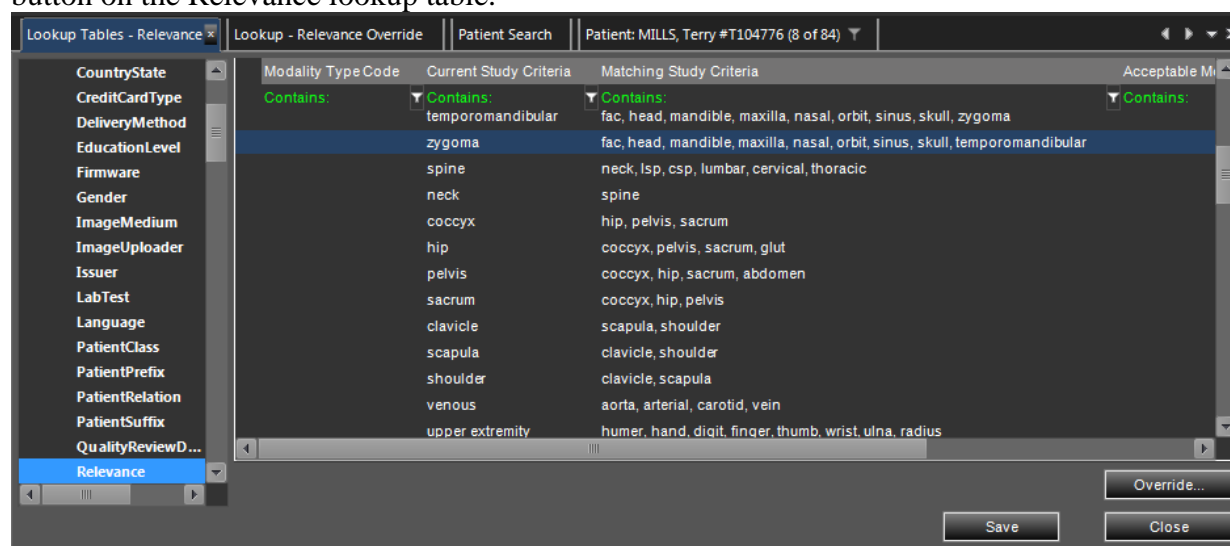 button on the Relevance lookup table.
Lookup Tables - Relevance x Lookup - Relevance Override Patient Search Patient: MILLS, Terry #T104776 (8 of 84)
CountryState
CreditCardType
DeliveryMethod
EducationLevel
Firmware
Gender
ImageMedium
ImageUploader
Issuer
LabTest
Language
PatientClass
PatientPrefix
PatientRelation
PatientSuffix
QualityReviewD...
Relevance
Modality Type Code Current Study Criteria Matching Study Criteria Acceptable Mo
Contains: Contains: Contains: Contains:
temporomandibular fac, head, mandible, maxilla, nasal, orbit, sinus, skull, zygoma
zygoma fac, head, mandible, maxilla, nasal, orbit, sinus, skull, temporomandibular
spine neck, lsp, csp, lumbar, cervical, thoracic
neck spine
coccyx hip, pelvis, sacrum
hip coccyx, pelvis, sacrum, glut
pelvis coccyx, hip, sacrum, abdomen
sacrum coccyx, hip, pelvis
clavicle scapula, shoulder
scapula clavicle, shoulder
shoulder clavicle, scapula
venous aorta, arterial, carotid, vein
upper extremity humer, hand, digit, finger, thumb, wrist, ulna, radius
Override...
Save Close